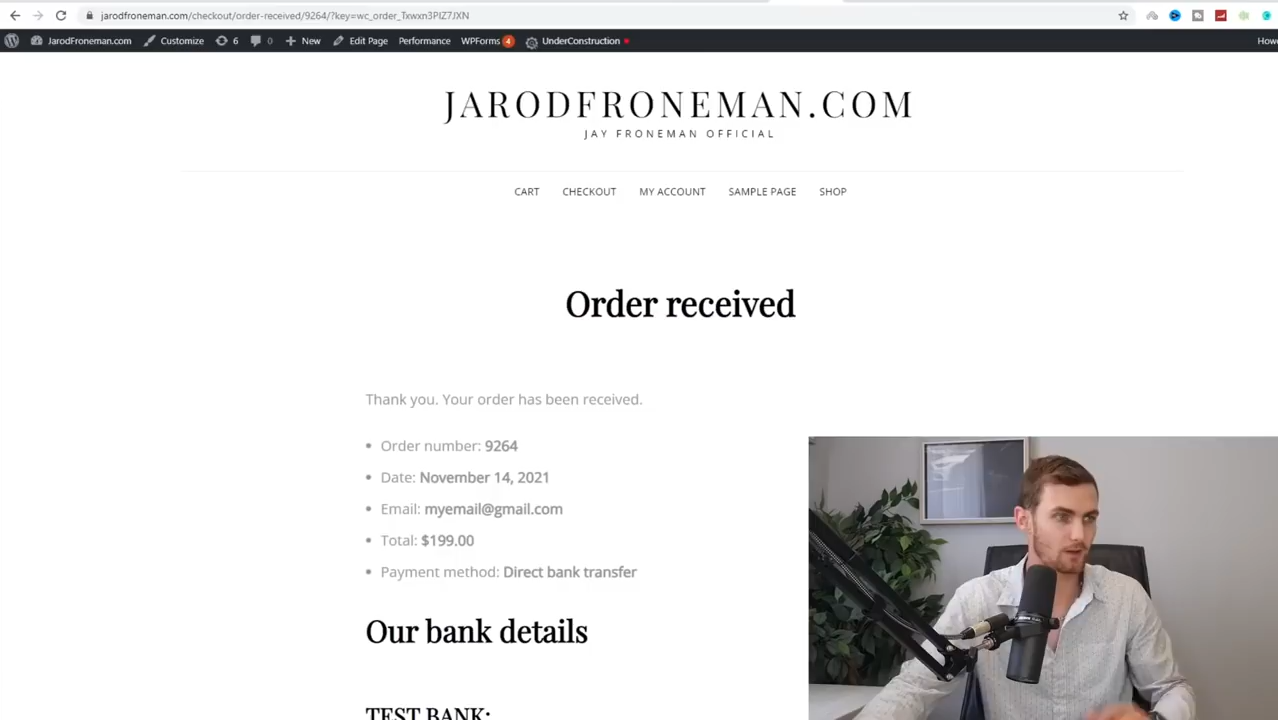 jarodfroneman.com/checkout/order-received/9264/?key=wc_order_Txwxn3PIZ7JXN
JarodFroneman.com Customize 6 0 New Edit Page Performance WPForms 4 UnderConstruction Howd
JARODFRONEMAN.COM
JAY FRONEMAN OFFICIAL
CART CHECKOUT MY ACCOUNT SAMPLE PAGE SHOP
Order received
Thank you. Your order has been received.
Order number: 9264
Date: November 14, 2021
Email: myemail@gmail.com
Total: $199.00
Payment method: Direct bank transfer
Our bank details
TEST BANK: